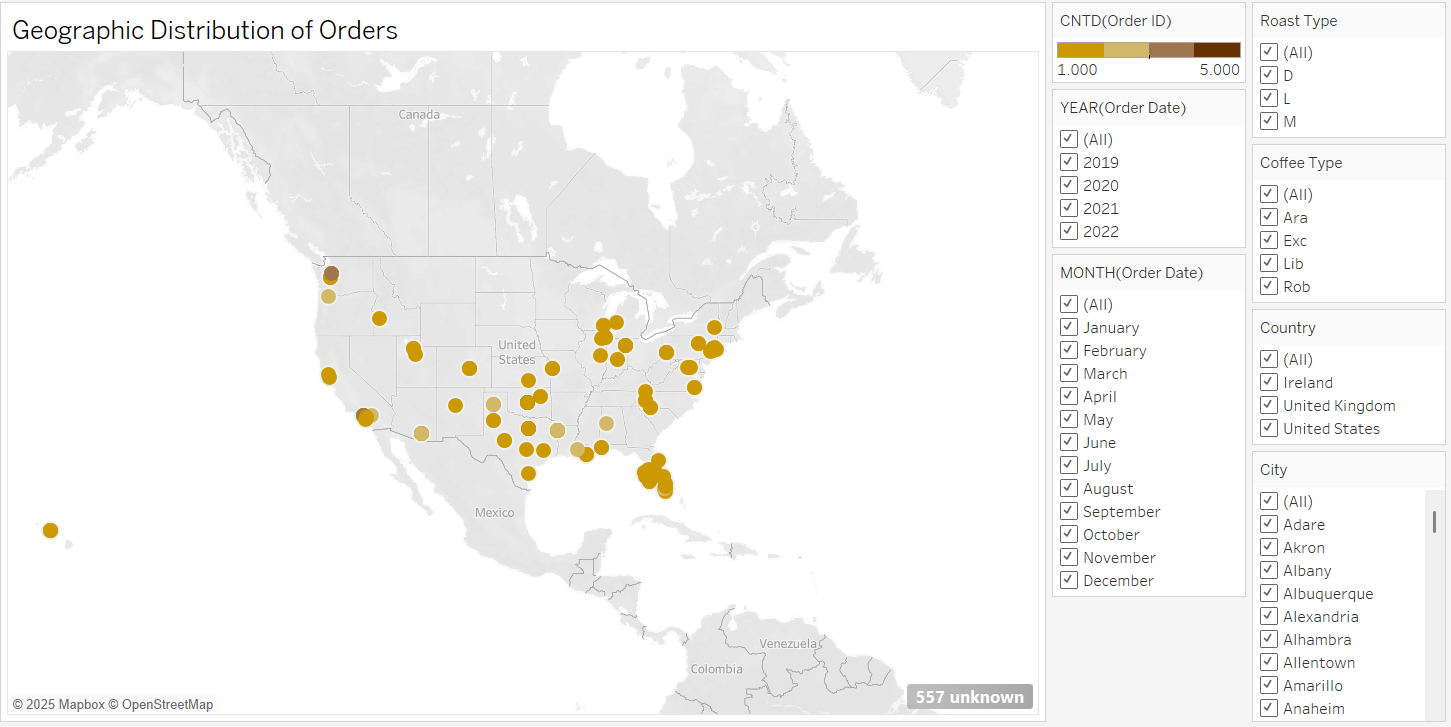 Geographic Distribution of Orders
Canada
United
States
Mexico
Venezuela
Colombia
© 2025 Mapbox © OpenStreetMap
557 unknown
CNTD(Order ID)
1.000 5.000
YEAR(Order Date)
(All)
2019
2020
2021
2022
MONTH(Order Date)
(All)
January
February
March
April
May
June
July
August
September
October
November
December
Roast Type
(All)
D
L
M
Coffee Type
(All)
Ara
Exc
Lib
Rob
Country
(All)
Ireland
United Kingdom
United States
City
(All)
Adare
Akron
Albany
Albuquerque
Alexandria
Alhambra
Allentown
Amarillo
Anaheim